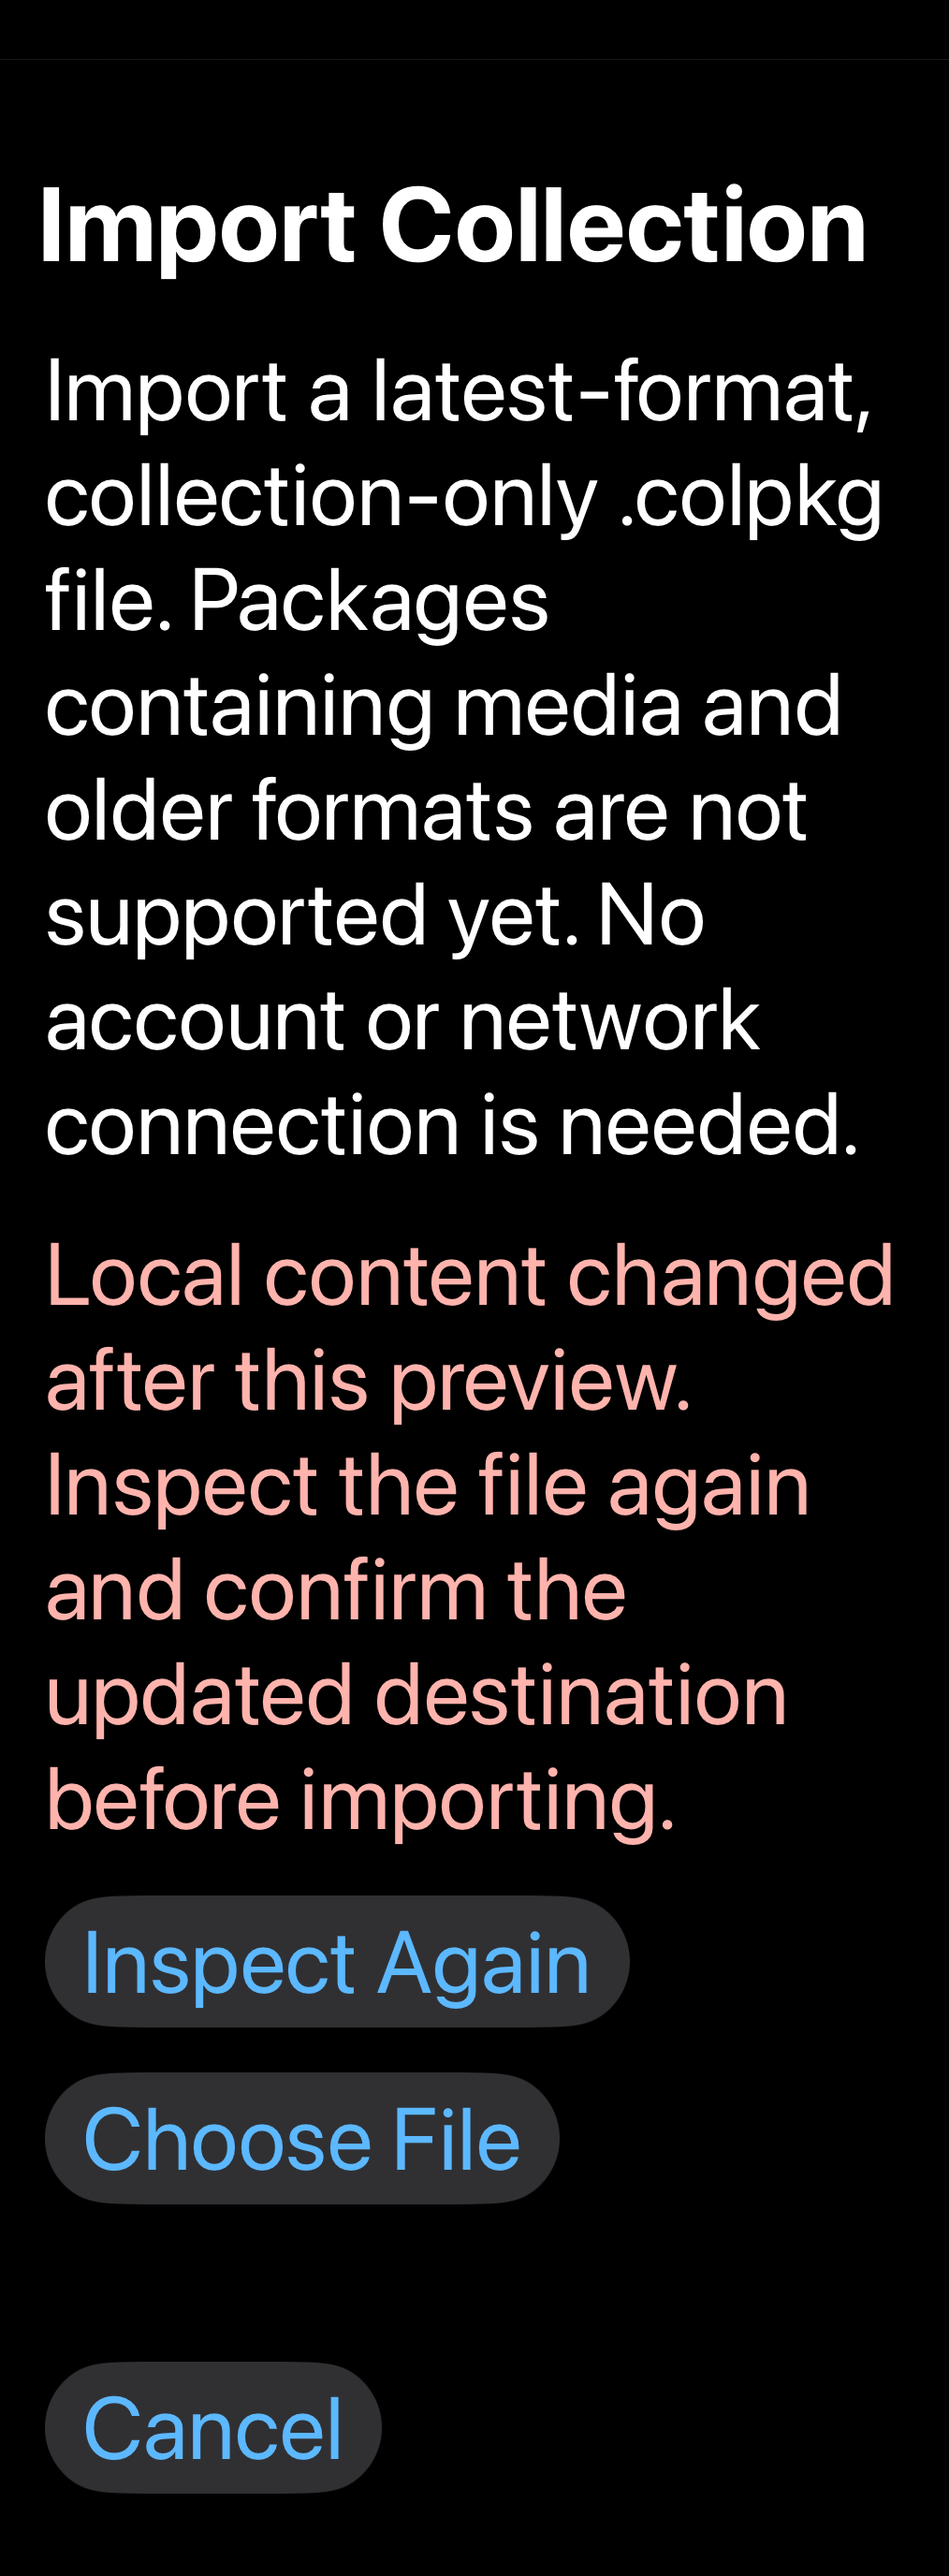 Import Collection
Import a latest-format,
collection-only .colpkg
file. Packages
containing media and
older formats are not
supported yet. No
account or network
connection is needed.
Local content changed
after this preview.
Inspect the file again
and confirm the
updated destination
before importing.
Inspect Again
Choose File
Cancel